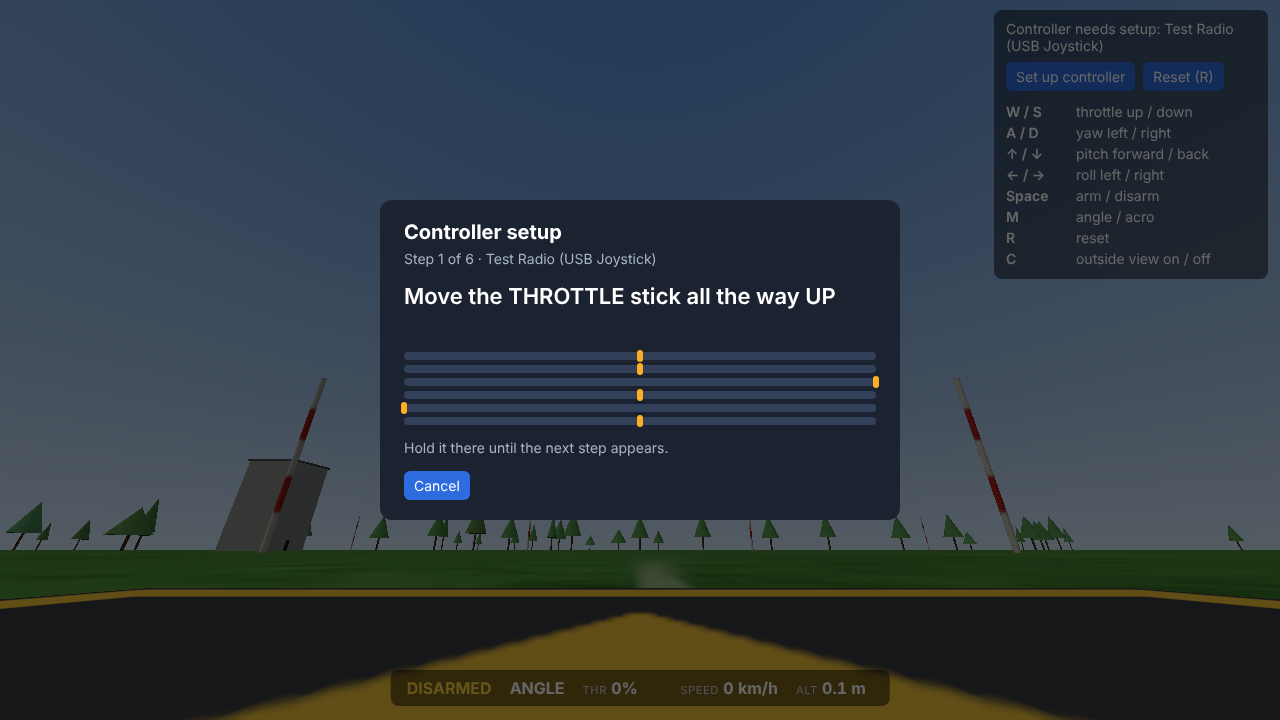 Controller needs setup: Test Radio
(USB Joystick)
Set up controller Reset (R)
W / S throttle up / down
A / D yaw left / right
↑ / ↓ pitch forward / back
← / → roll left / right
Space arm / disarm
M angle / acro
R reset
C outside view on / off
Controller setup
Step 1 of 6 · Test Radio (USB Joystick)
Move the THROTTLE stick all the way UP
Hold it there until the next step appears.
Cancel
DISARMED ANGLE THR 0% SPEED 0 km/h ALT 0.1 m